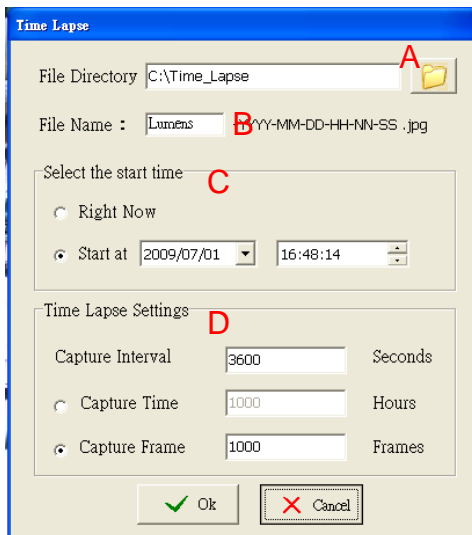 Time Lapse
A
File Directory C:\Time_Lapse
File Name : Lumens B -YYYY-MM-DD-HH-NN-SS .jpg
Select the start time C
Right Now
Start at 2009/07/01 16:48:14
Time Lapse Settings D
Capture Interval 3600 Seconds
Capture Time 1000 Hours
Capture Frame 1000 Frames
Ok Cancel